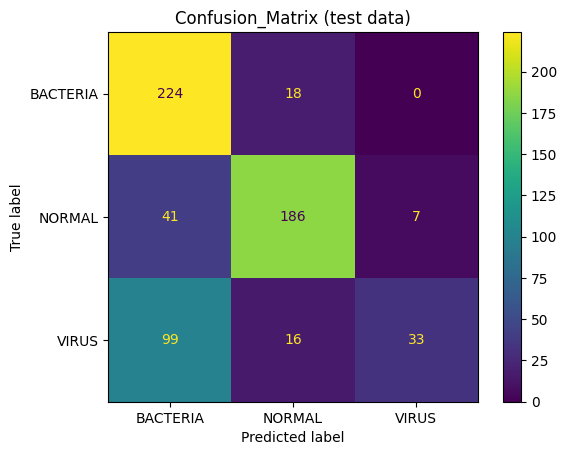 Confusion_Matrix (test data)
True label
BACTERIA
224 18 0
NORMAL
41 186 7
VIRUS
99 16 33
BACTERIA NORMAL VIRUS
Predicted label
200
175
150
125
100
75
50
25
0